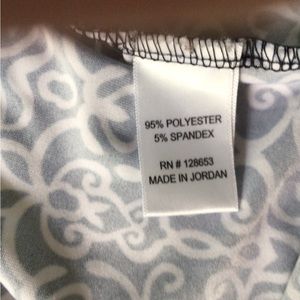 95% POLYESTER
5% SPANDEX
RN # 128653
MADE IN JORDAN